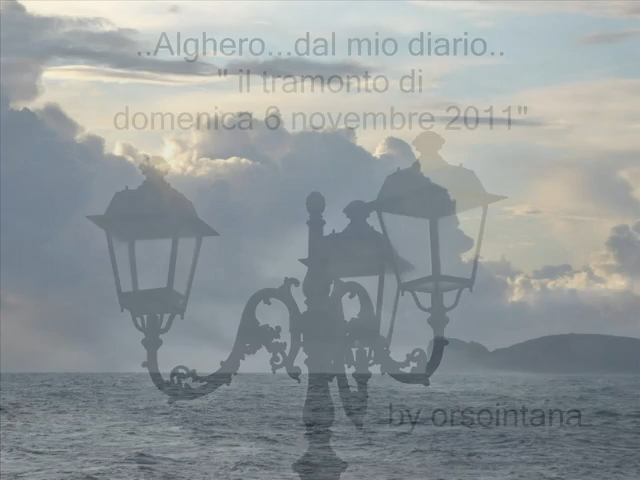 ..Alghero...dal mio diario..
" il tramonto di
domenica 6 novembre 2011"
by orsointana